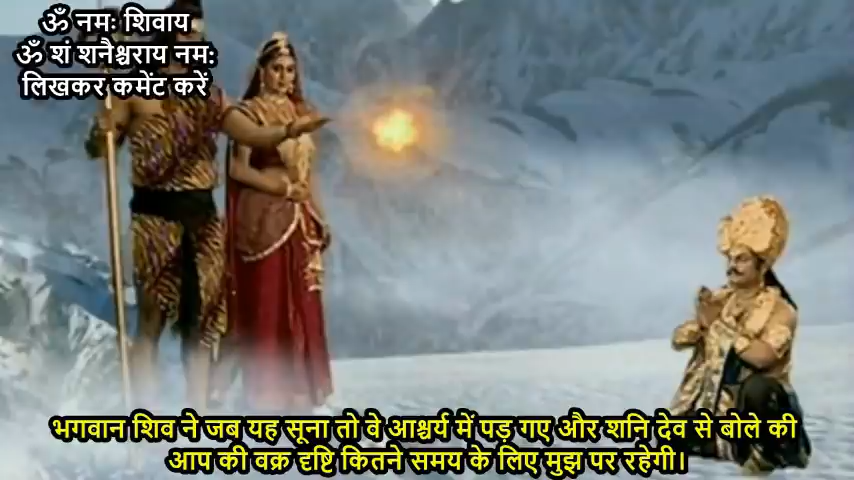 ॐ नमः शिवाय
ॐ शं शनैश्चराय नमः
लिखकर कमेंट करें
भगवान शिव ने जब यह सूना तो वे आश्चर्य में पड़ गए और शनि देव से बोले की
आप की वक्र दृष्टि कितने समय के लिए मुझ पर रहेगी।